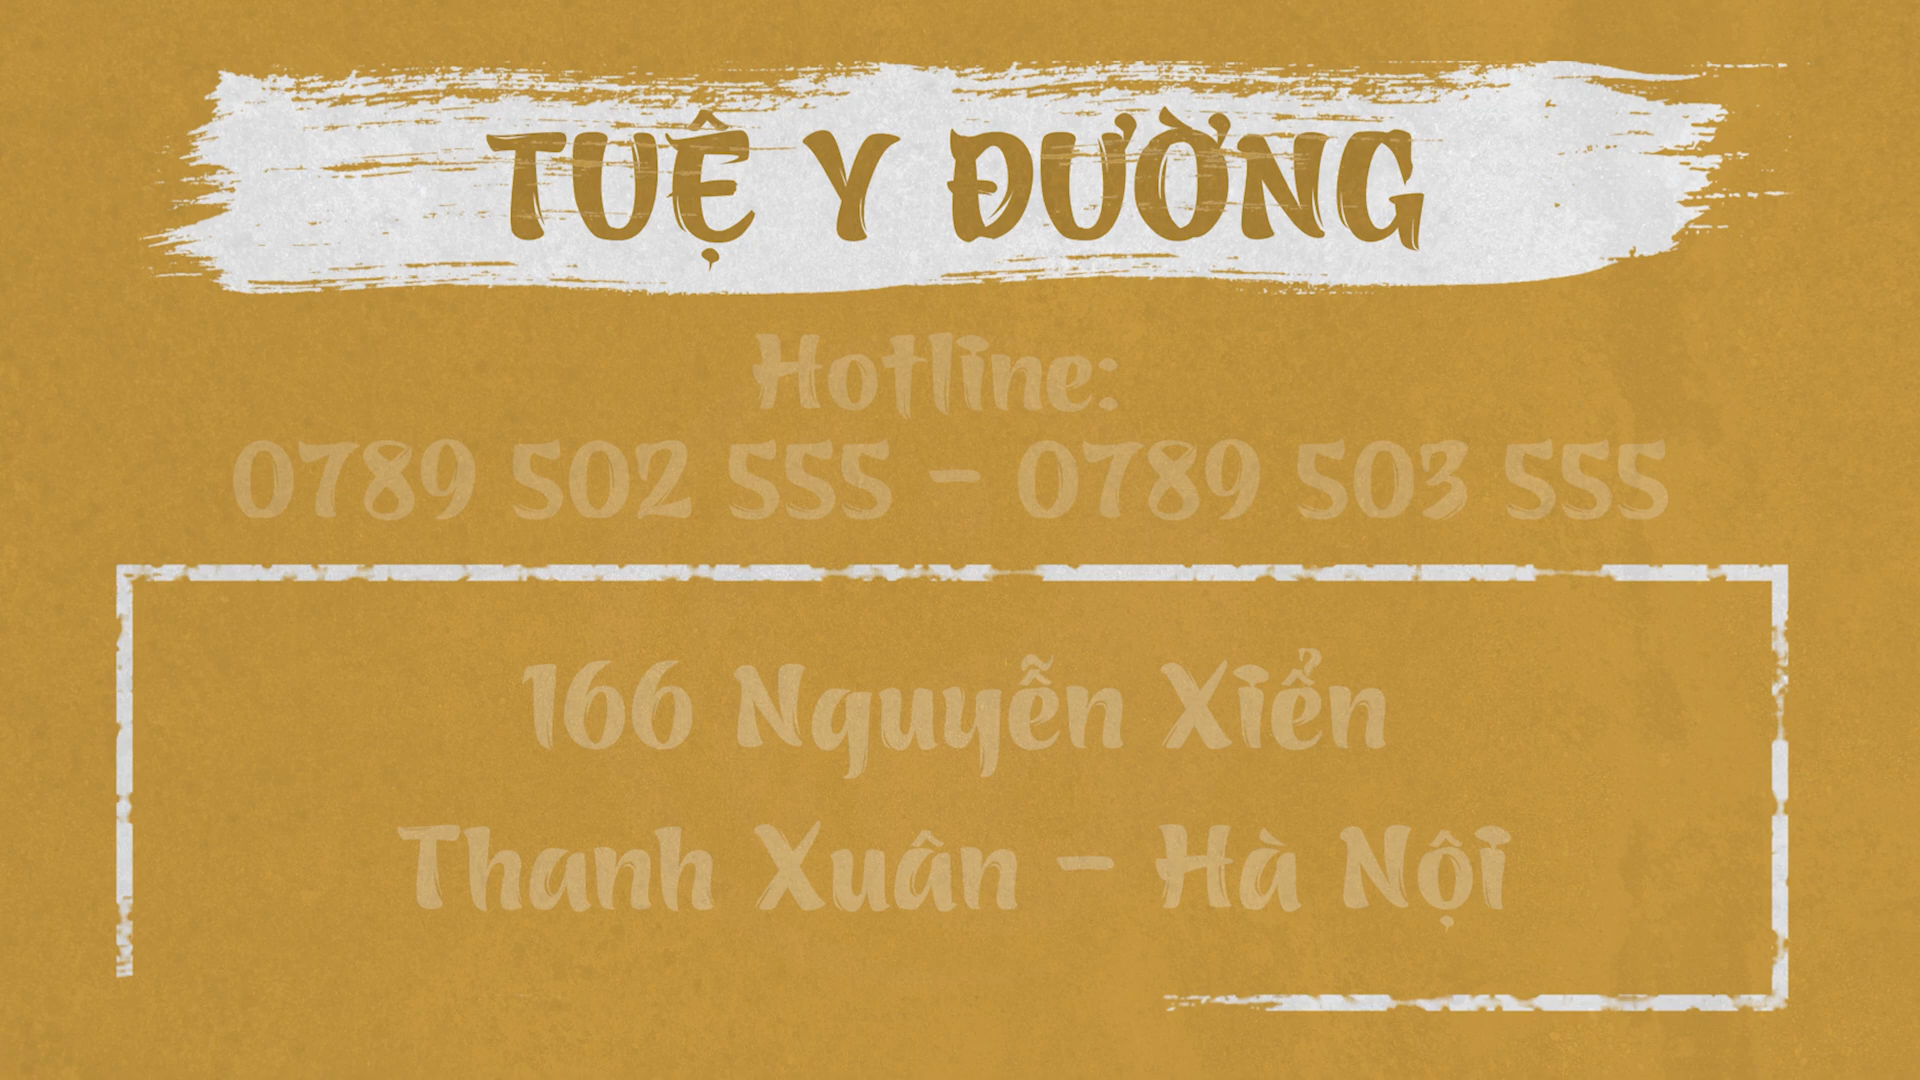 TUỆ Y ĐƯỜNG
Hotline:
0789 502 555 - 0789 503 555
166 Nguyễn Xiển
Thanh Xuân - Hà Nội